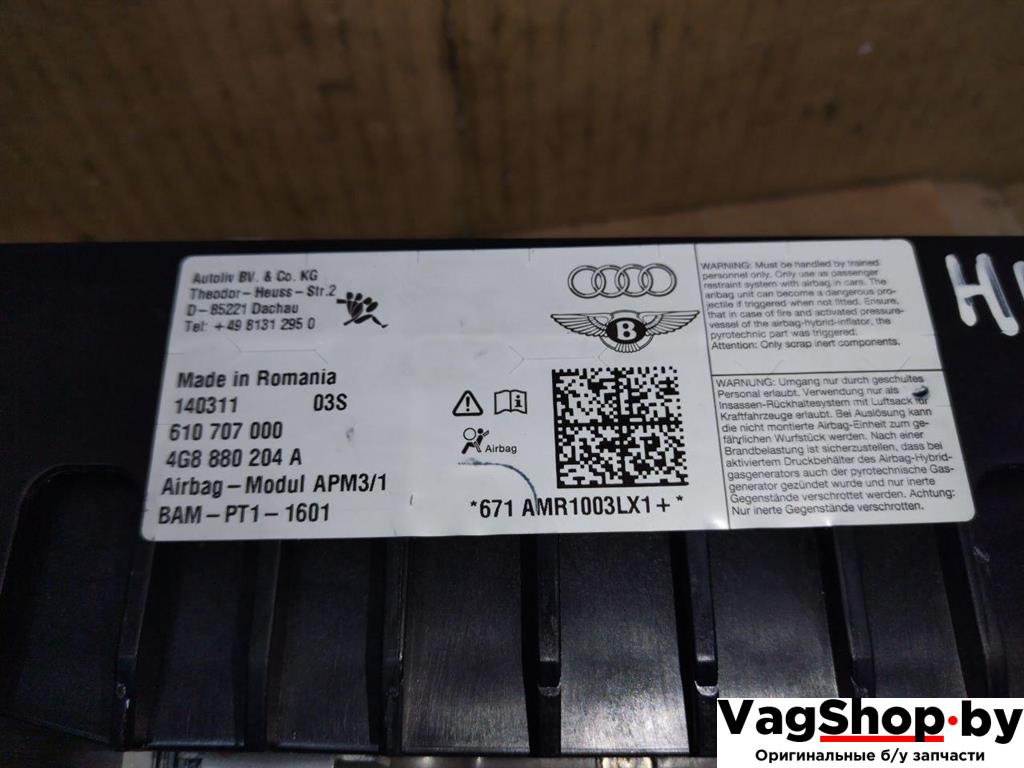 Autoliv BV. & Co. KG
Theodor-Heuss-Str.2
D-85221 Dachau
Tel: +49 8131 295 0
Made in Romania
140311 03S
610 707 000
4G8 880 204 A
Airbag-Modul APM3/1
BAM-PT1-1601
B
Airbag
*671 AMR1003LX1+*
WARNING: Must be handled by trained
personnel only. Only use as passenger
restraint system with airbag in cars. The
airbag unit can become a dangerous pro-
jectile if triggered when not fitted. Ensure,
that in case of fire and activated pressure-
vessel of the airbag-hybrid-inflator, the
pyrotechnic part was triggered.
Attention: Only scrap inert components.
WARNUNG: Umgang nur durch geschultes
Personal erlaubt. Verwendung nur als
Insassen-Rückhaltesystem mit Luftsack für
Kraftfahrzeuge erlaubt. Bei Auslösung kann
die nicht montierte Airbag-Einheit zum ge-
fährlichen Wurfstück werden. Nach einer
Brandbelastung ist sicherzustellen, dass bei
aktiviertem Druckbehälter des Airbag-Hybrid-
gasgenerators auch der pyrotechnische Gas-
generator gezündet wurde und nur inerte
Gegenstände verschrottet werden. Achtung:
Nur inerte Gegenstände verschrotten.
VagShop.by
Оригинальные б/у запчасти